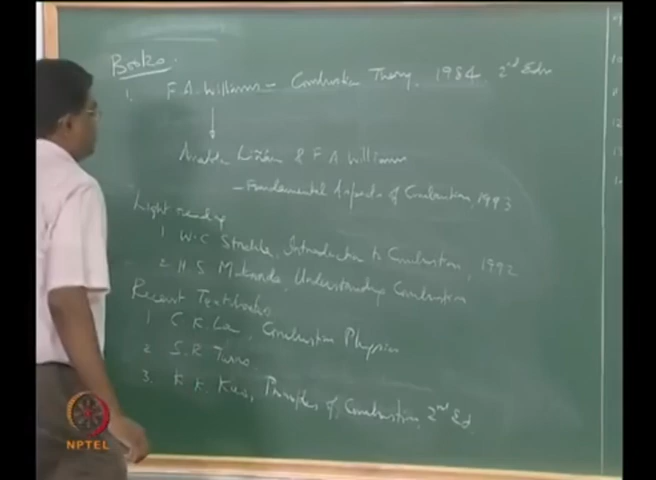 Books.
1. F.A. Williams - Combustion Theory, 1984. 2nd Edn
Amable Liñán & F A Williams
- Fundamental Aspects of Combustion, 1993
Light reading
1 W.C Strahle, Introduction to Combustion, 1992
2. H S Mukunda, Understanding Combustion
Recent Textbooks
1 C K Law, Combustion Physics
2. S.R Turns
3. K K. Kuo, Principles of Combustion 2nd Ed
NPTEL